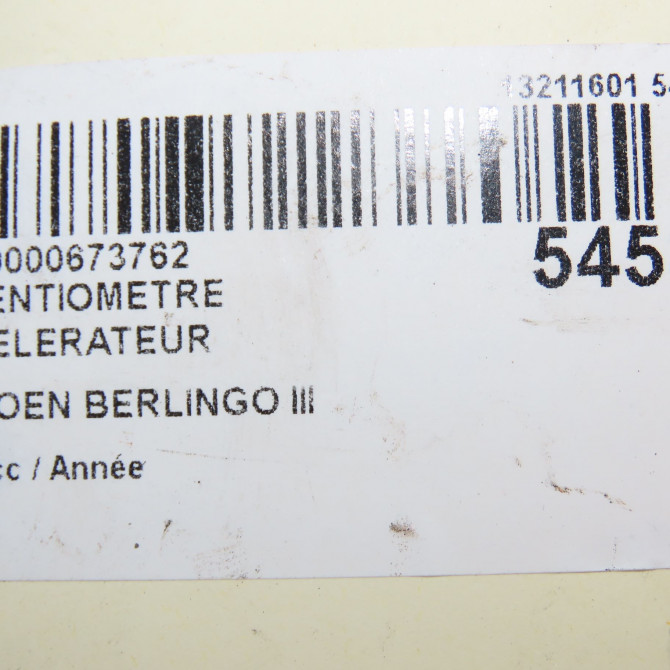 13211601 54
0000673762
545
ENTIOMETRE
ELERATEUR
OEN BERLINGO III
cc / Année